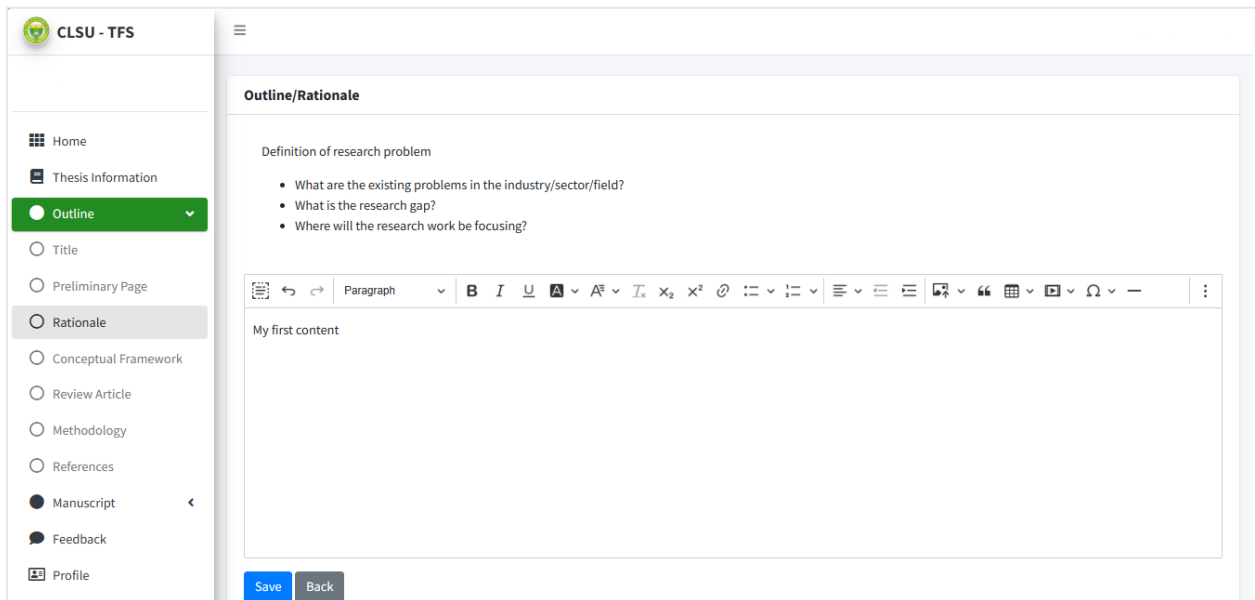 CLSU - TFS
Home
Thesis Information
Outline
Title
Preliminary Page
Rationale
Conceptual Framework
Review Article
Methodology
References
Manuscript
Feedback
Profile
Outline/Rationale
Definition of research problem
• What are the existing problems in the industry/sector/field?
• What is the research gap?
• Where will the research work be focusing?
Paragraph
My first content
Save
Back